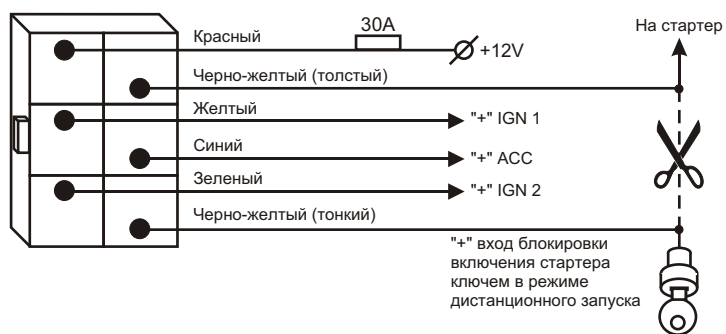 30A
На стартер
Красный
+12V
Черно-желтый (толстый)
Желтый
"+" IGN 1
Синий
"+" ACC
Зеленый
"+" IGN 2
Черно-желтый (тонкий)
"+" вход блокировки
включения стартера
ключем в режиме
дистанционного запуска